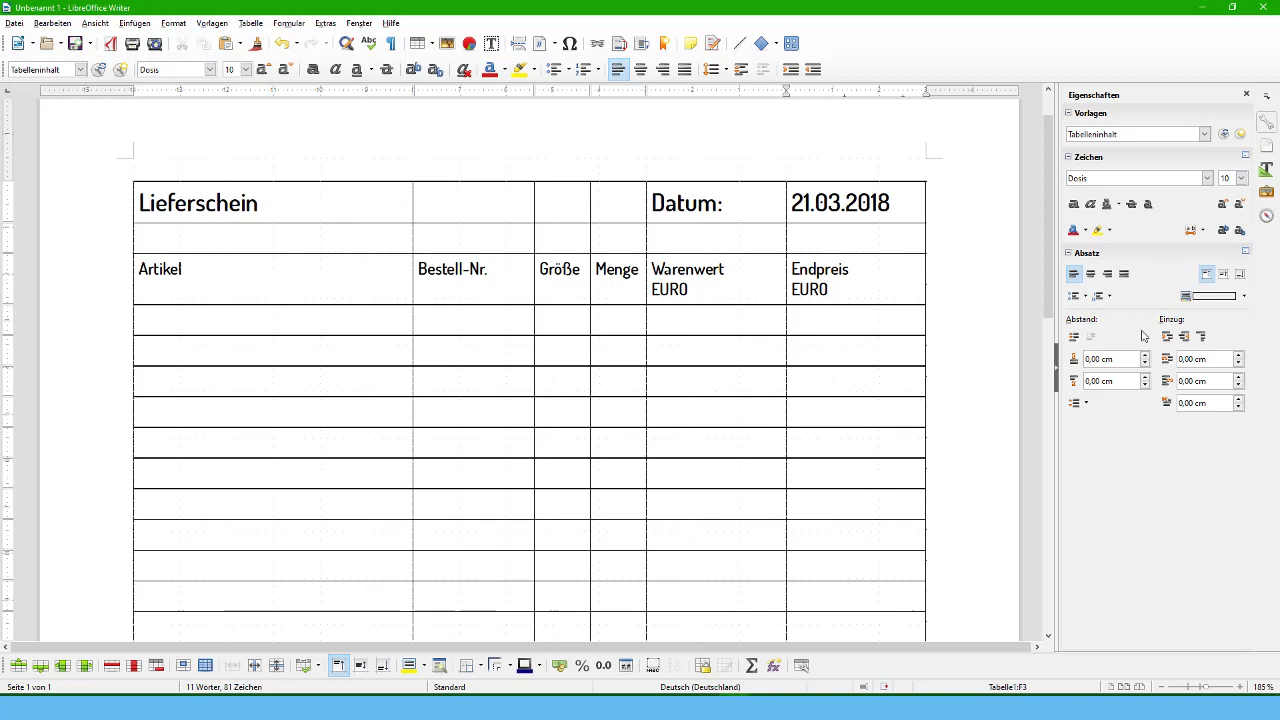 Unbenannt 1 - LibreOffice Writer
Datei Bearbeiten Ansicht Einfügen Format Vorlagen Tabelle Formular Extras Fenster Hilfe
Tabelleninhalt Dosis 10
Eigenschaften
Vorlagen
Tabelleninhalt
Zeichen
Dosis 10
Absatz
Abstand: Einzug:
0,00 cm 0,00 cm
0,00 cm 0,00 cm
0,00 cm
Lieferschein Datum: 21.03.2018
Artikel Bestell-Nr. Größe Menge Warenwert Endpreis
EURO EURO
Seite 1 von 1 11 Wörter, 81 Zeichen Standard Deutsch (Deutschland) Tabelle1:F3 185 %